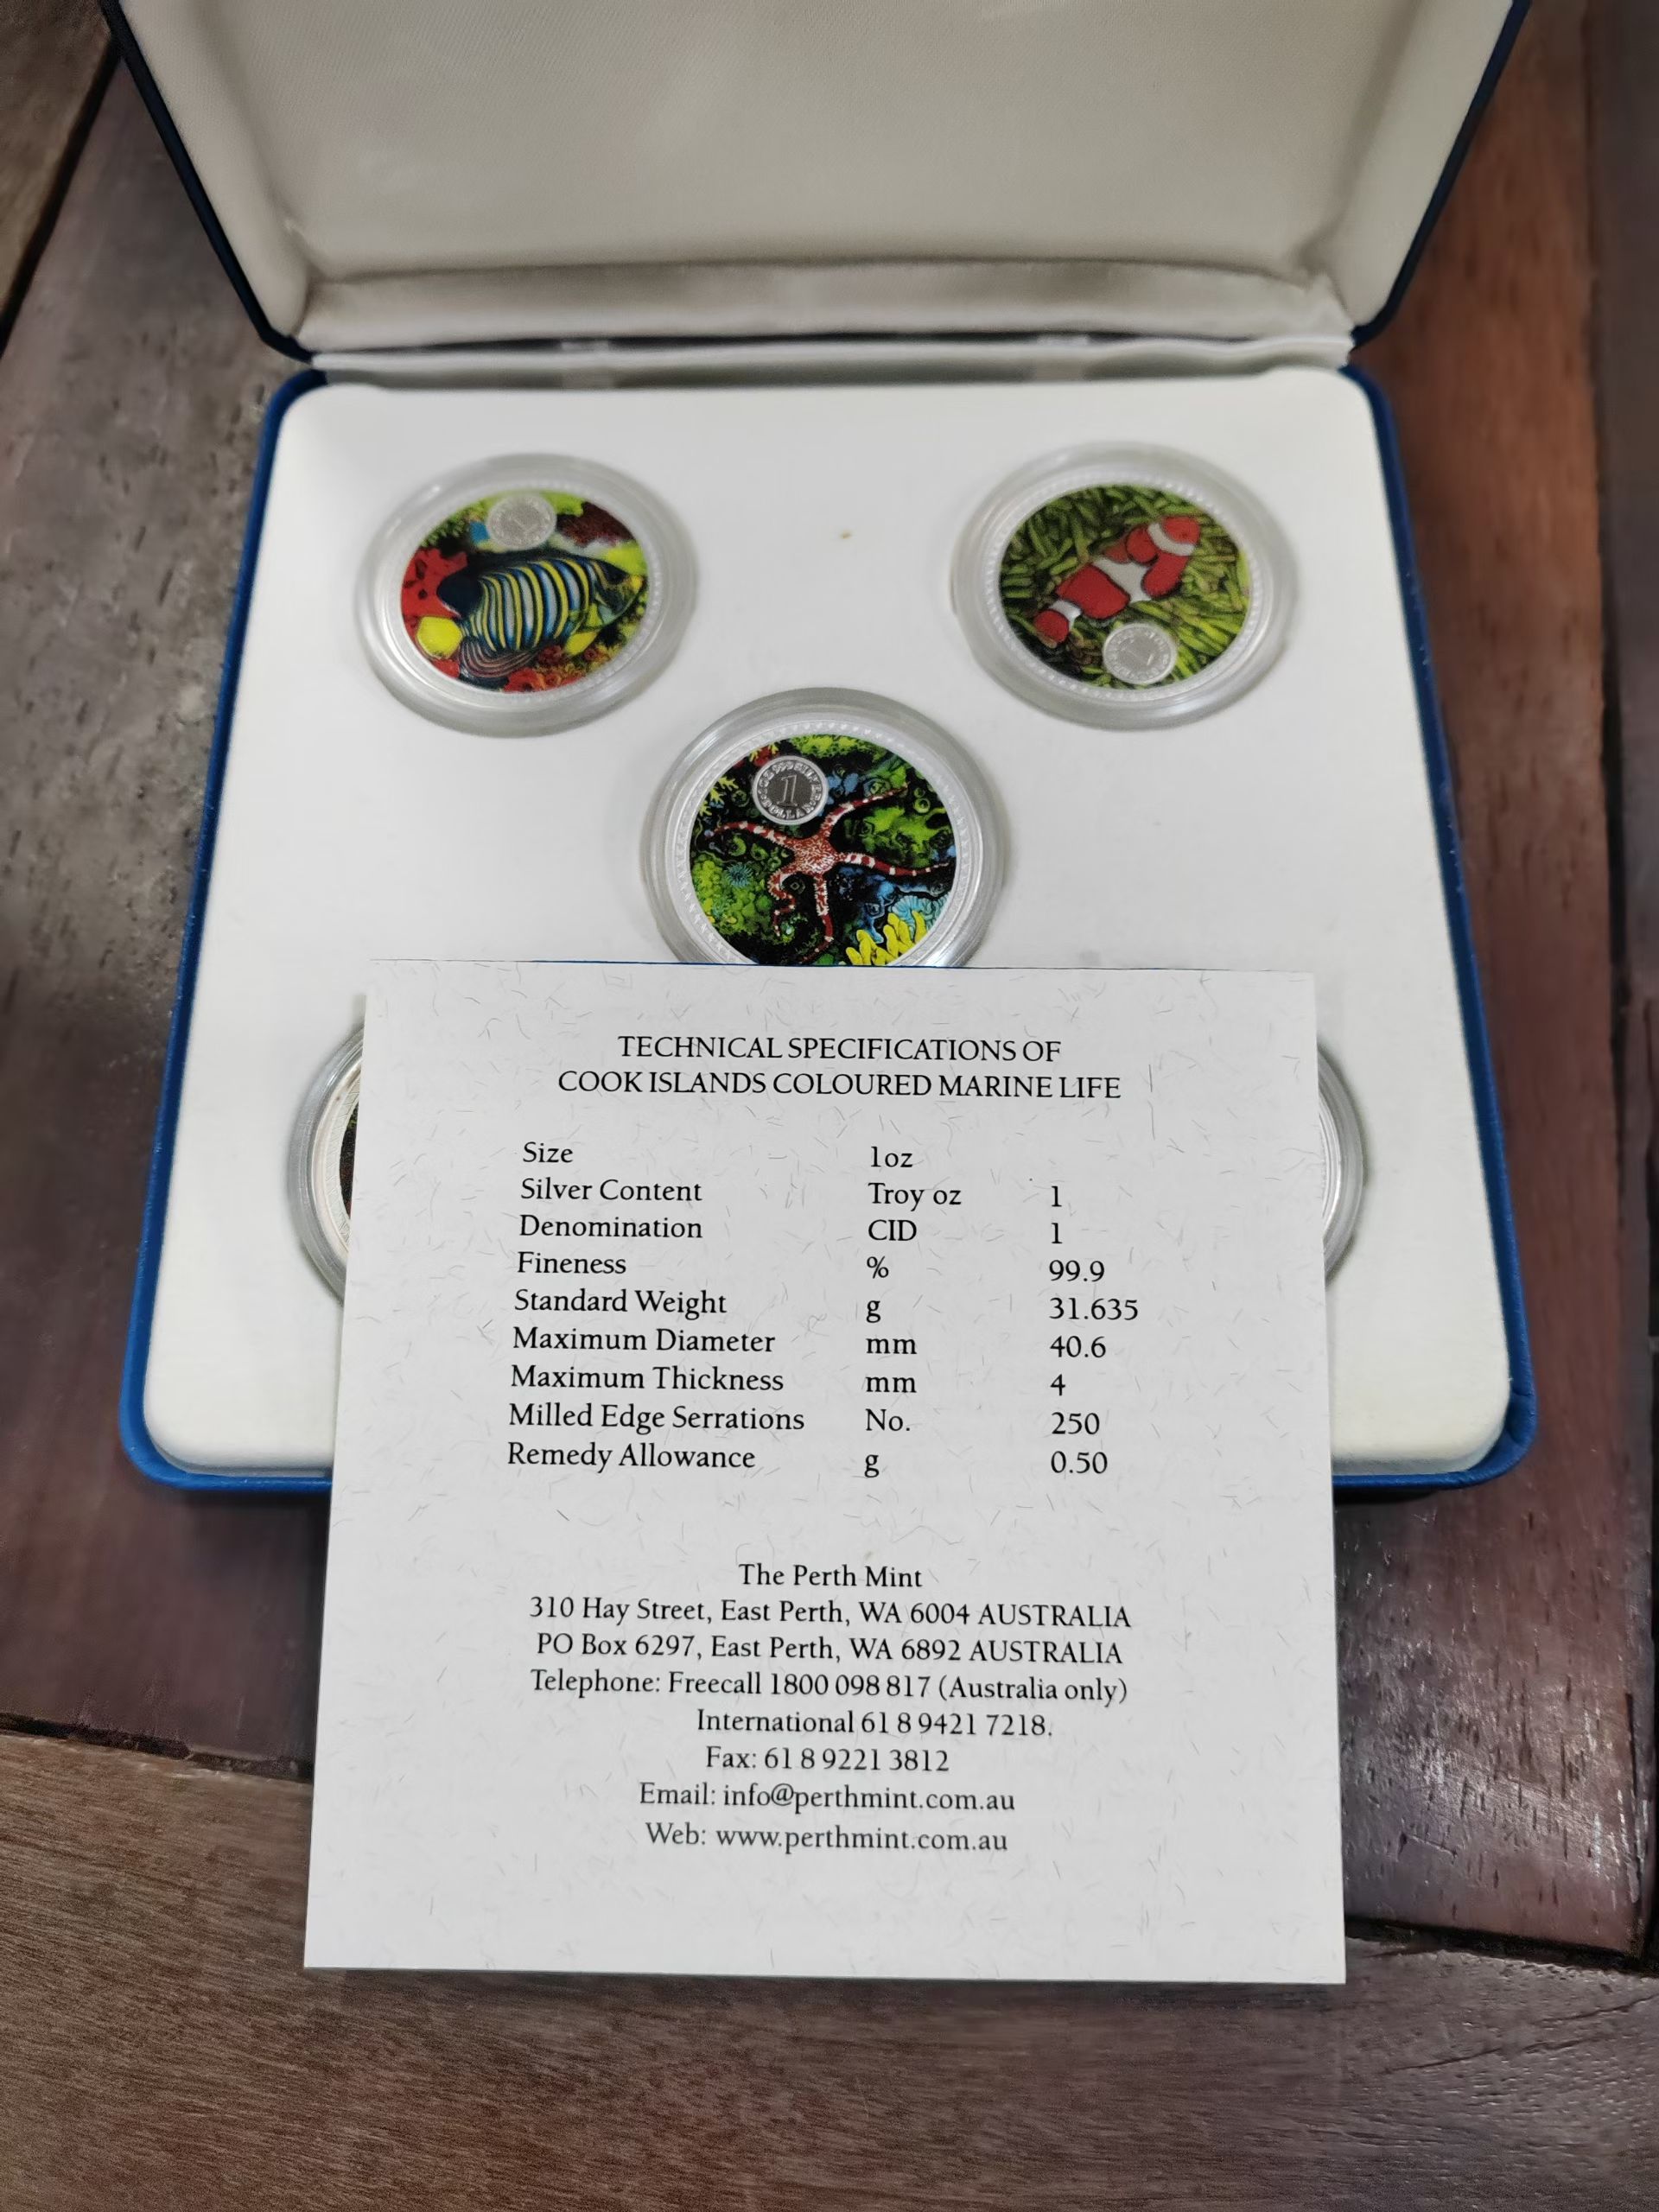 1
1
1
TECHNICAL SPECIFICATIONS OF
COOK ISLANDS COLOURED MARINE LIFE
Size 1oz
Silver Content Troy oz 1
Denomination CID 1
Fineness % 99.9
Standard Weight g 31.635
Maximum Diameter mm 40.6
Maximum Thickness mm 4
Milled Edge Serrations No. 250
Remedy Allowance g 0.50
The Perth Mint
310 Hay Street, East Perth, WA 6004 AUSTRALIA
PO Box 6297, East Perth, WA 6892 AUSTRALIA
Telephone: Freecall 1800 098 817 (Australia only)
International 61 8 9421 7218.
Fax: 61 8 9221 3812
Email: info@perthmint.com.au
Web: www.perthmint.com.au